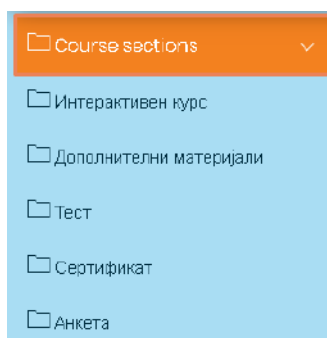 Course sections
Интерактивен курс
Дополнителни материјали
Тест
Сертификат
Анкета